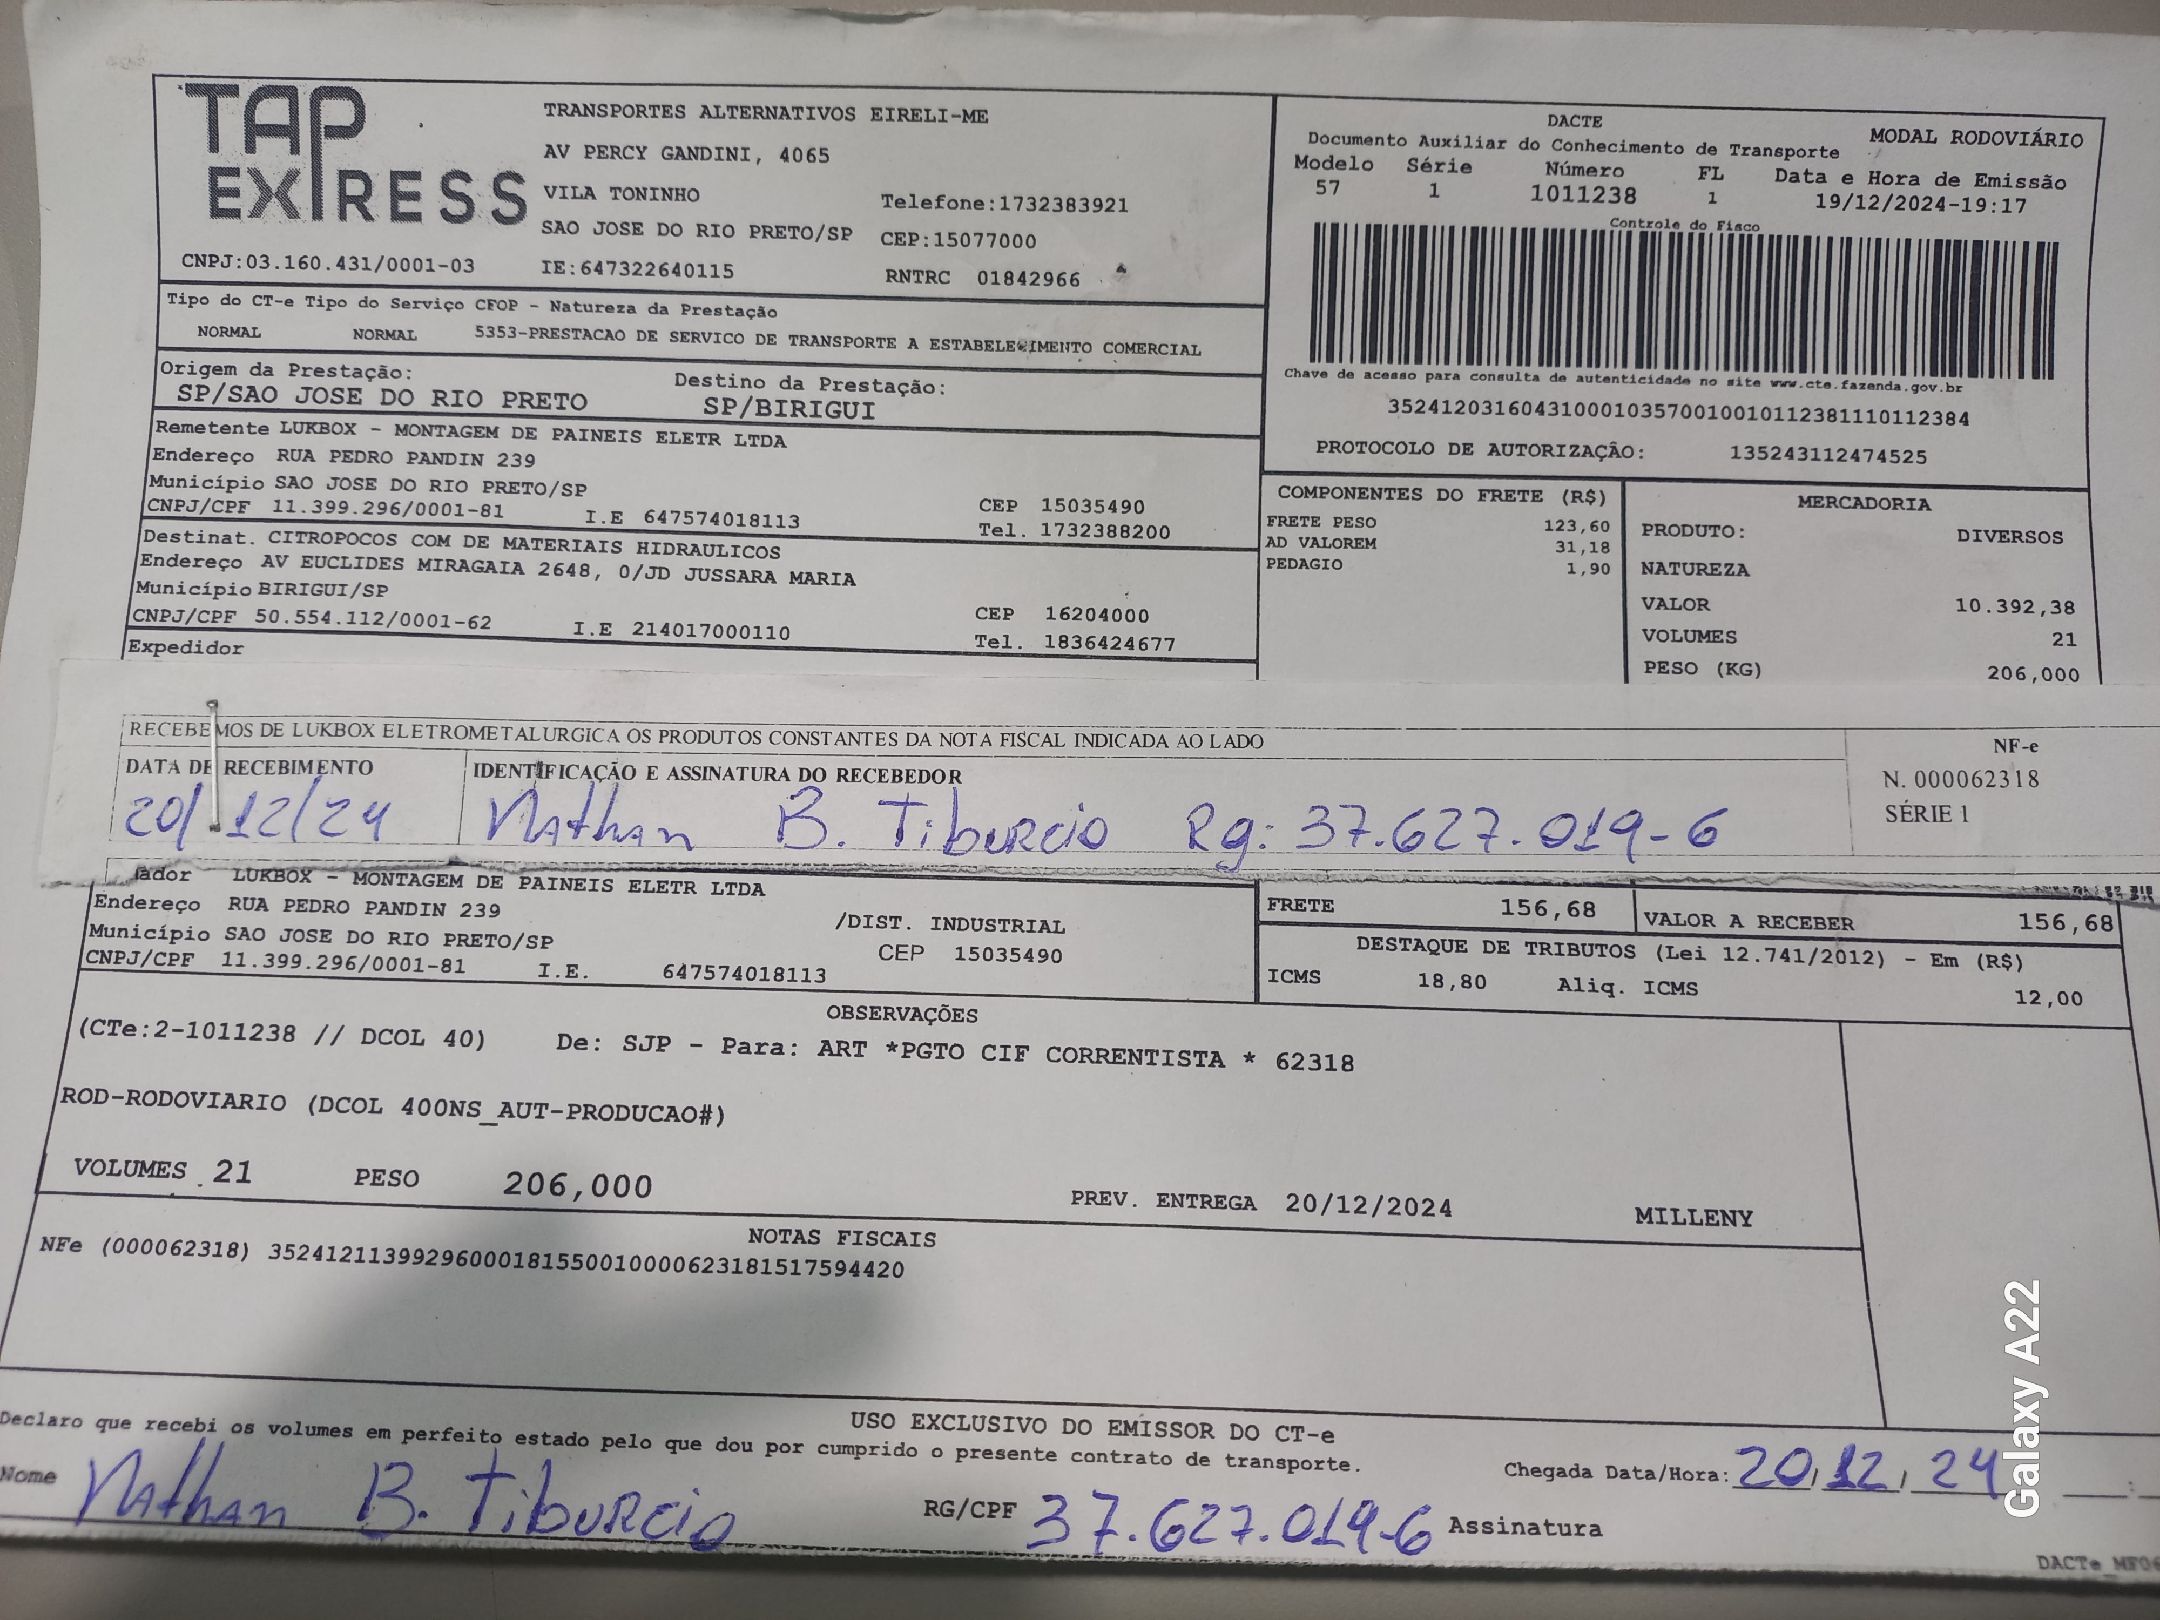 TAP EXPRESS
TRANSPORTES ALTERNATIVOS EIRELI-ME
AV PERCY GANDINI, 4065
VILA TONINHO Telefone:1732383921
SAO JOSE DO RIO PRETO/SP CEP:15077000
CNPJ:03.160.431/0001-03 IE:647322640115 RNTRC 01842966
DACTE MODAL RODOVIÁRIO
Documento Auxiliar do Conhecimento de Transporte
Modelo Série Número FL Data e Hora de Emissão
57 1 1011238 1 19/12/2024-19:17
Controle do Fisco
Chave de acesso para consulta de autenticidade no site www.cte.fazenda.gov.br
35241203160431000103570010010112381110112384
PROTOCOLO DE AUTORIZAÇÃO: 135243112474525
Tipo do CT-e Tipo do Serviço CFOP - Natureza da Prestação
NORMAL NORMAL 5353-PRESTACAO DE SERVICO DE TRANSPORTE A ESTABELECIMENTO COMERCIAL
Origem da Prestação: Destino da Prestação:
SP/SAO JOSE DO RIO PRETO SP/BIRIGUI
Remetente LUKBOX - MONTAGEM DE PAINEIS ELETR LTDA
Endereço RUA PEDRO PANDIN 239
Município SAO JOSE DO RIO PRETO/SP CEP 15035490
CNPJ/CPF 11.399.296/0001-81 I.E 647574018113 Tel. 1732388200
Destinat. CITROPOCOS COM DE MATERIAIS HIDRAULICOS
Endereço AV EUCLIDES MIRAGAIA 2648, 0/JD JUSSARA MARIA
Município BIRIGUI/SP CEP 16204000
CNPJ/CPF 50.554.112/0001-62 I.E 214017000110 Tel. 1836424677
Expedidor
COMPONENTES DO FRETE (R$)
FRETE PESO 123,60
AD VALOREM 31,18
PEDAGIO 1,90
MERCADORIA
PRODUTO: DIVERSOS
NATUREZA
VALOR 10.392,38
VOLUMES 21
PESO (KG) 206,000
RECEBEMOS DE LUKBOX ELETROMETALURGICA OS PRODUTOS CONSTANTES DA NOTA FISCAL INDICADA AO LADO
DATA DE RECEBIMENTO IDENTIFICAÇÃO E ASSINATURA DO RECEBEDOR
20/12/24 Nathan B. Tiburcio Rg: 37.627.019-6
NF-e
N. 000062318
SÉRIE 1
ador LUKBOX - MONTAGEM DE PAINEIS ELETR LTDA
Endereço RUA PEDRO PANDIN 239 /DIST. INDUSTRIAL
Município SAO JOSE DO RIO PRETO/SP CEP 15035490
CNPJ/CPF 11.399.296/0001-81 I.E. 647574018113
FRETE 156,68 VALOR A RECEBER 156,68
DESTAQUE DE TRIBUTOS (Lei 12.741/2012) - Em (R$)
ICMS 18,80 Aliq. ICMS 12,00
OBSERVAÇÕES
(CTe:2-1011238 // DCOL 40) De: SJP - Para: ART *PGTO CIF CORRENTISTA * 62318
ROD-RODOVIARIO (DCOL 400NS_AUT-PRODUCAO#)
VOLUMES 21 PESO 206,000 PREV. ENTREGA 20/12/2024 MILLENY
NOTAS FISCAIS
NFe (000062318) 35241211399296000181550010000623181517594420
USO EXCLUSIVO DO EMISSOR DO CT-e
Declaro que recebi os volumes em perfeito estado pelo que dou por cumprido o presente contrato de transporte.
Chegada Data/Hora: 20/12/24 :
Nome Nathan B. Tiburcio RG/CPF 37.627.019-6 Assinatura
Galaxy A22